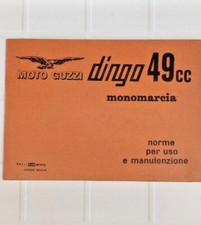 MOTO GUZZI
dingo 49cc
monomarcia
norme
per uso
e manutenzione